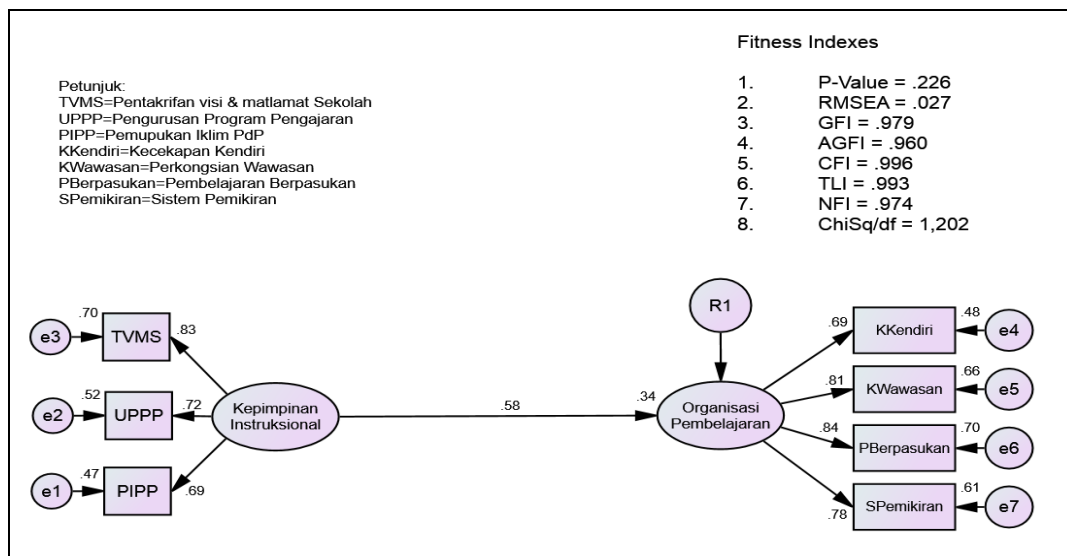 Fitness Indexes
1. P-Value = .226
2. RMSEA = .027
3. GFI = .979
4. AGFI = .960
5. CFI = .996
6. TLI = .993
7. NFI = .974
8. ChiSq/df = 1,202
Petunjuk:
TVMS=Pentakrifan visi & matlamat Sekolah
UPPP=Pengurusan Program Pengajaran
PIPP=Pemupukan Iklim PdP
KKendiri=Kecekapan Kendiri
KWawasan=Perkongsian Wawasan
PBerpasukan=Pembelajaran Berpasukan
SPemikiran=Sistem Pemikiran
e3
.70
TVMS
.83
e2
.52
UPPP
.72
e1
.47
PIPP
.69
Kepimpinan
Instruksional
.58
R1
.34
Organisasi
Pembelajaran
.69
KKendiri
.48
e4
.81
KWawasan
.66
e5
.84
PBerpasukan
.70
e6
.78
SPemikiran
.61
e7